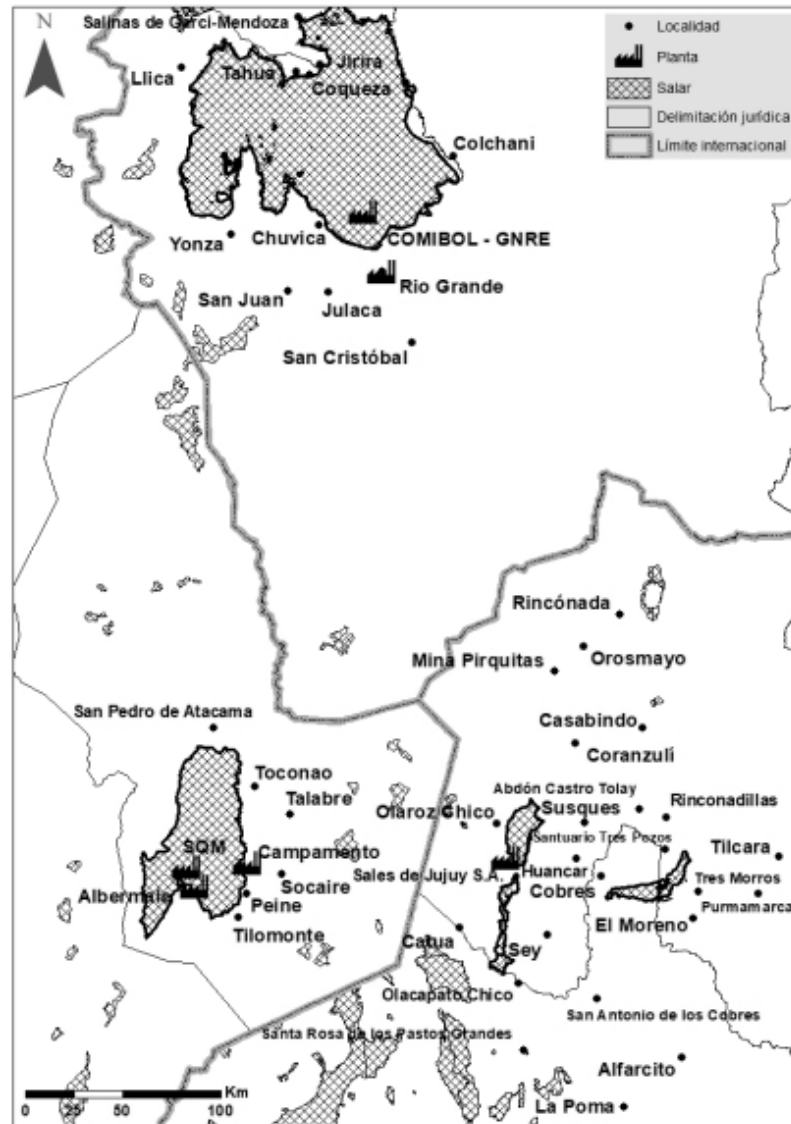 N
Salinas de Garci-Mendoza
Localidad
Planta
Salar
Delimitación jurídica
Límite internacional
Llica
Tahua
Jirira
Coqueza
Colchani
Yonza
Chuvica
COMIBOL - GNRE
Rio Grande
San Juan
Julaca
San Cristóbal
Rincónada
Orosmayo
Mina Pirquitas
San Pedro de Atacama
Casabindo
Coranzulí
Toconao
Talabre
Abdón Castro Tolay
Olaroz Chico
Susques
Rinconadillas
Santuario Tres Pozos
Tilcara
SQM
Campamento
Sales de Jujuy S.A.
Huancar
Tres Morros
Albermale
Socaire
Cobres
Peine
Purmamarca
Tilomonte
El Moreno
Catua
Sey
Olacapato Chico
San Antonio de los Cobres
Santa Rosa de los Pastos Grandes
Alfarcito
La Poma
Km
0 25 50 100